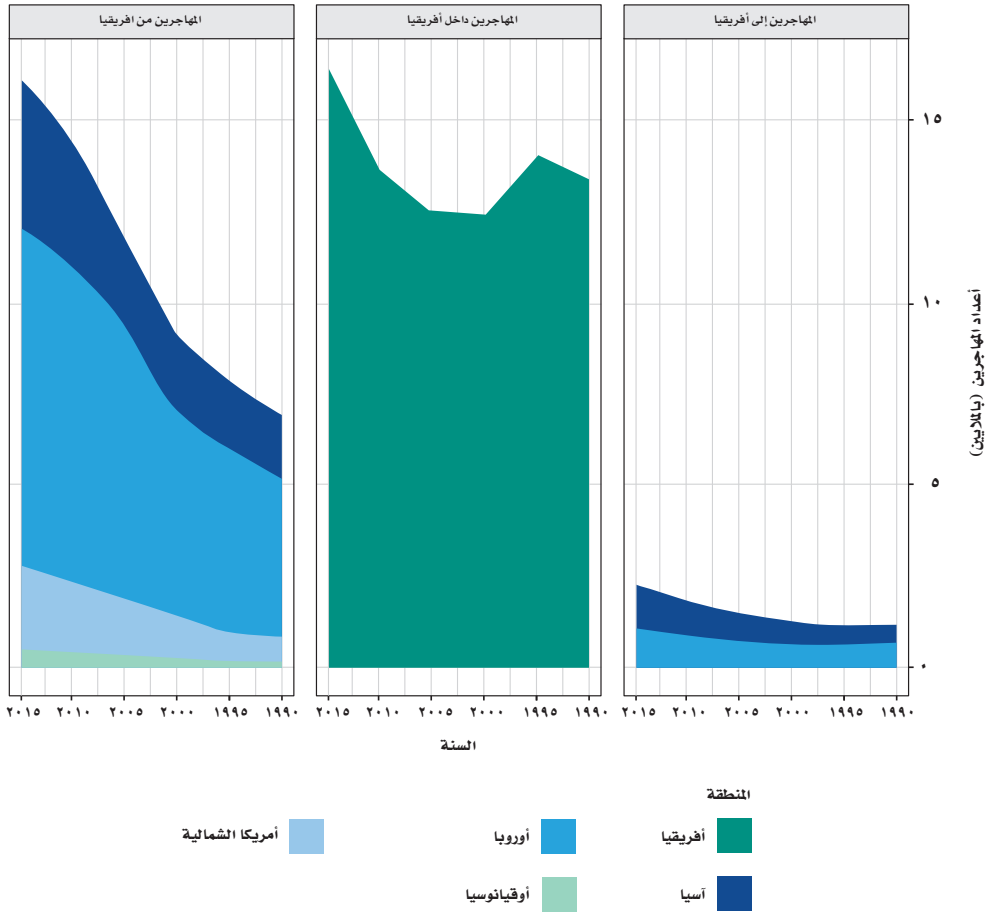 المهاجرين إلى أفريقيا
المهاجرين داخل أفريقيا
المهاجرين من افريقيا
١٥
١٠
٥
٠
أعداد المهاجرين (بالملايين)
١٩٩٠ ١٩٩٥ ٢٠٠٠ ٢٠٠٥ ٢٠١٠ ٢٠١٥
١٩٩٠ ١٩٩٥ ٢٠٠٠ ٢٠٠٥ ٢٠١٠ ٢٠١٥
١٩٩٠ ١٩٩٥ ٢٠٠٠ ٢٠٠٥ ٢٠١٠ ٢٠١٥
السنة
المنطقة
أفريقيا
أوروبا
أمريكا الشمالية
آسيا
أوقيانوسيا